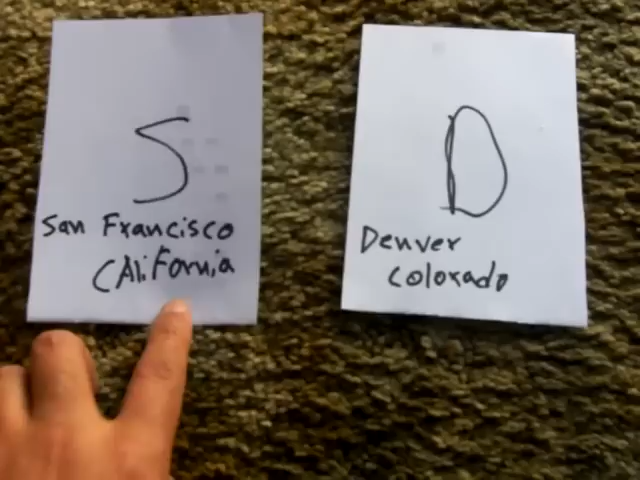 S
San Francisco
CAliFornia
D
Denver
Colorado